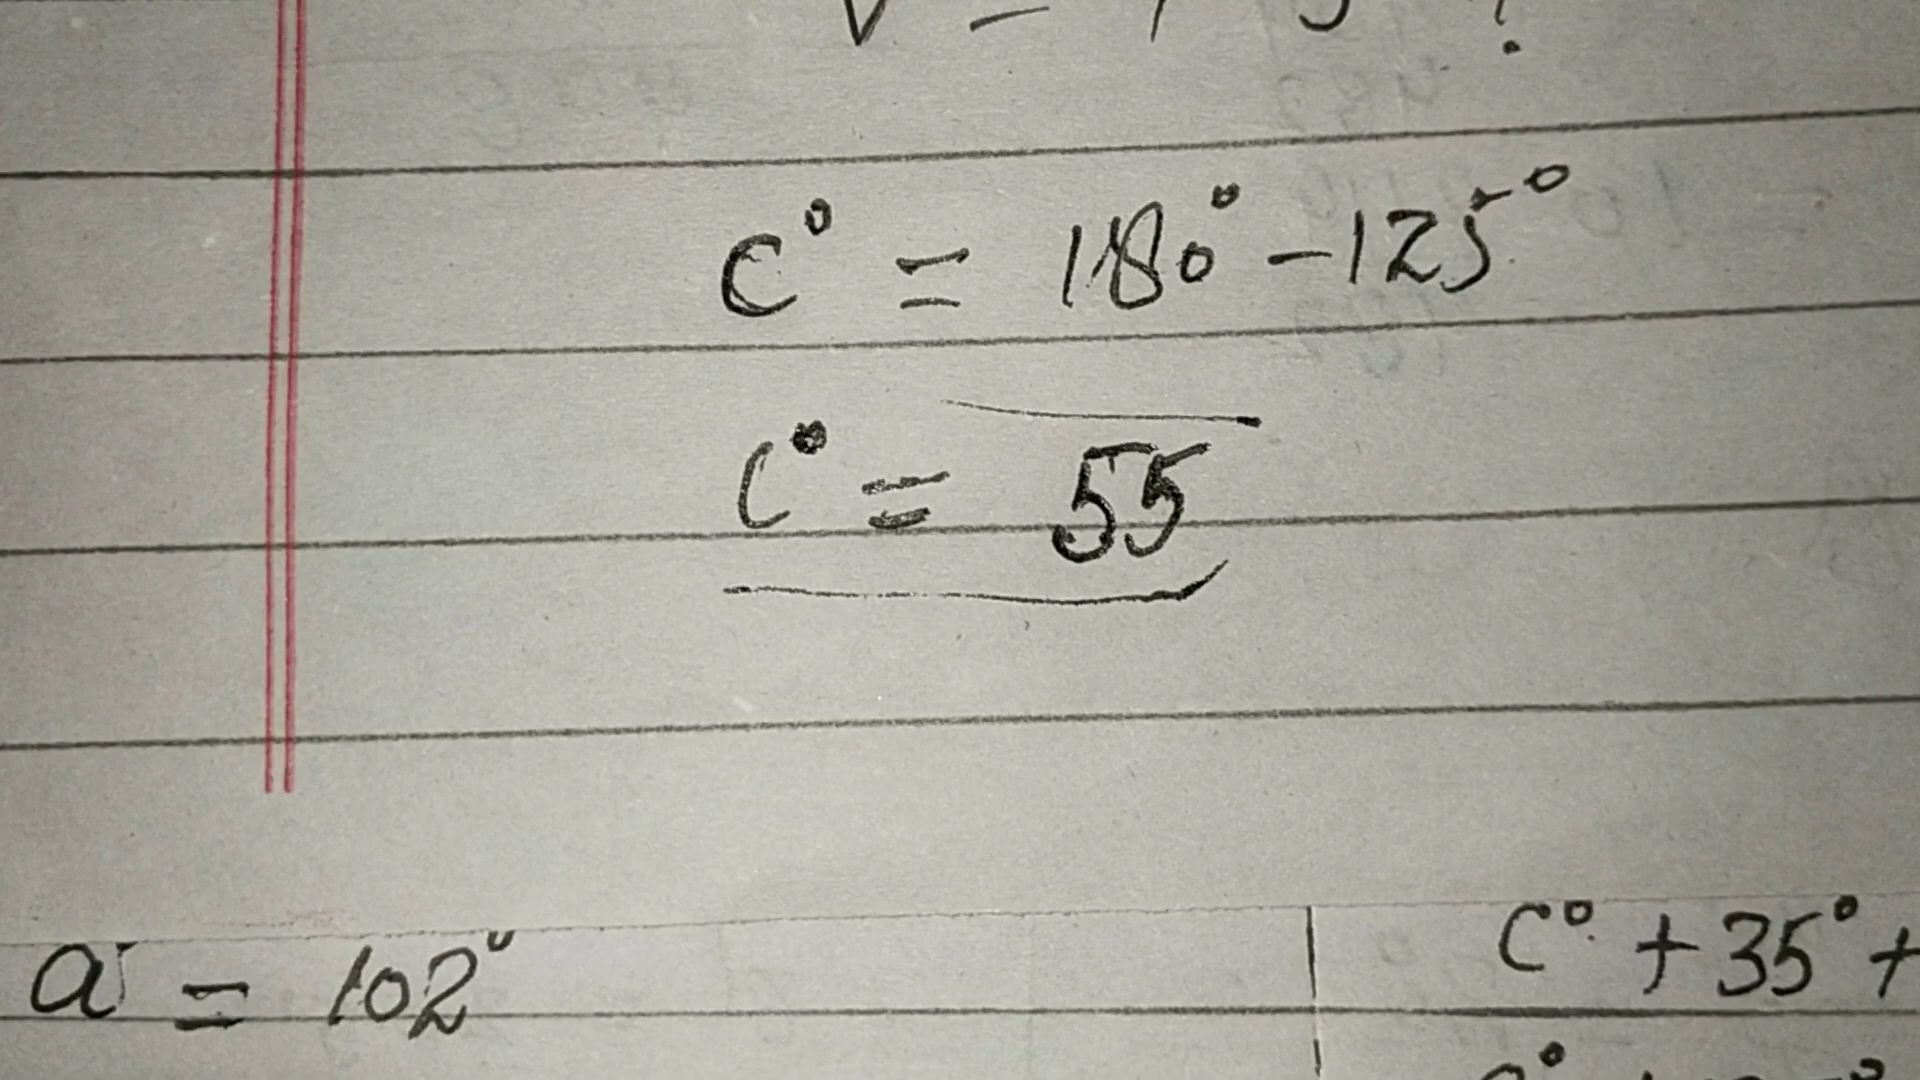 c° = 180° - 125°
c° = 55
a = 102°
c° + 35° +